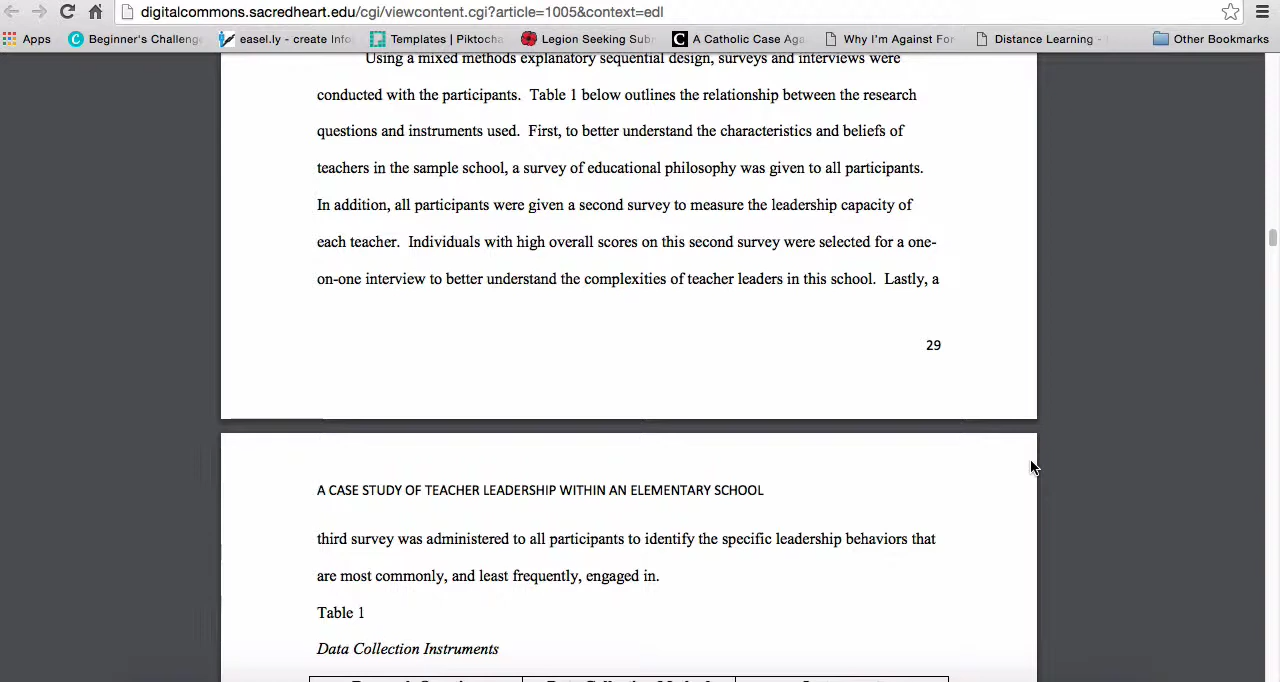 digitalcommons.sacredheart.edu/cgi/viewcontent.cgi?article=1005&context=edl
Apps Beginner's Challenge easel.ly - create Info Templates | Piktocha Legion Seeking Subm A Catholic Case Aga Why I'm Against For Distance Learning - Other Bookmarks
Using a mixed methods explanatory sequential design, surveys and interviews were
conducted with the participants. Table 1 below outlines the relationship between the research
questions and instruments used. First, to better understand the characteristics and beliefs of
teachers in the sample school, a survey of educational philosophy was given to all participants.
In addition, all participants were given a second survey to measure the leadership capacity of
each teacher. Individuals with high overall scores on this second survey were selected for a one-
on-one interview to better understand the complexities of teacher leaders in this school. Lastly, a
29
A CASE STUDY OF TEACHER LEADERSHIP WITHIN AN ELEMENTARY SCHOOL
third survey was administered to all participants to identify the specific leadership behaviors that
are most commonly, and least frequently, engaged in.
Table 1
Data Collection Instruments